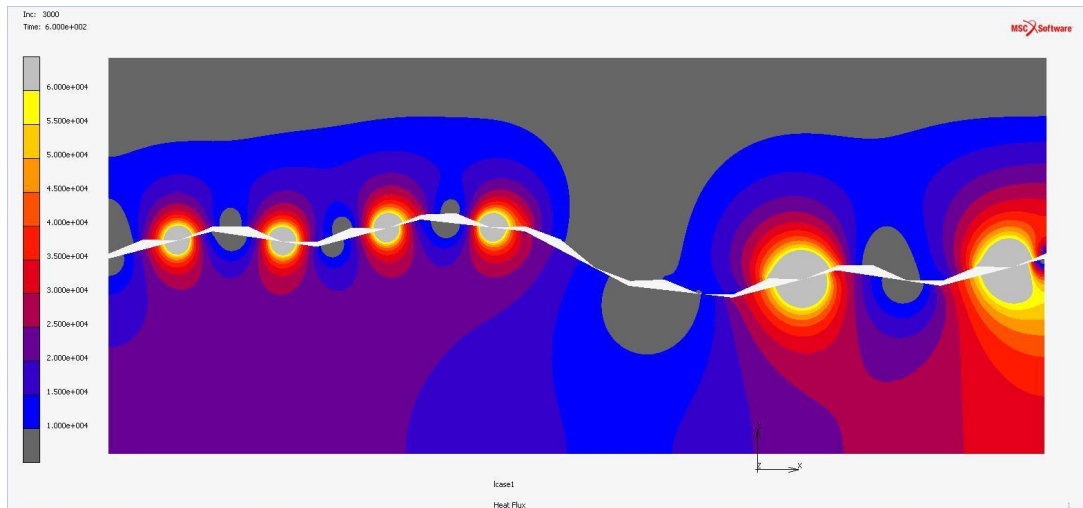 Inc: 3000
Time: 6.000e+002
MSC Software
6.000e+004
5.500e+004
5.000e+004
4.500e+004
4.000e+004
3.500e+004
3.000e+004
2.500e+004
2.000e+004
1.500e+004
1.000e+004
Y
Z X
lcase1
Heat Flux
1